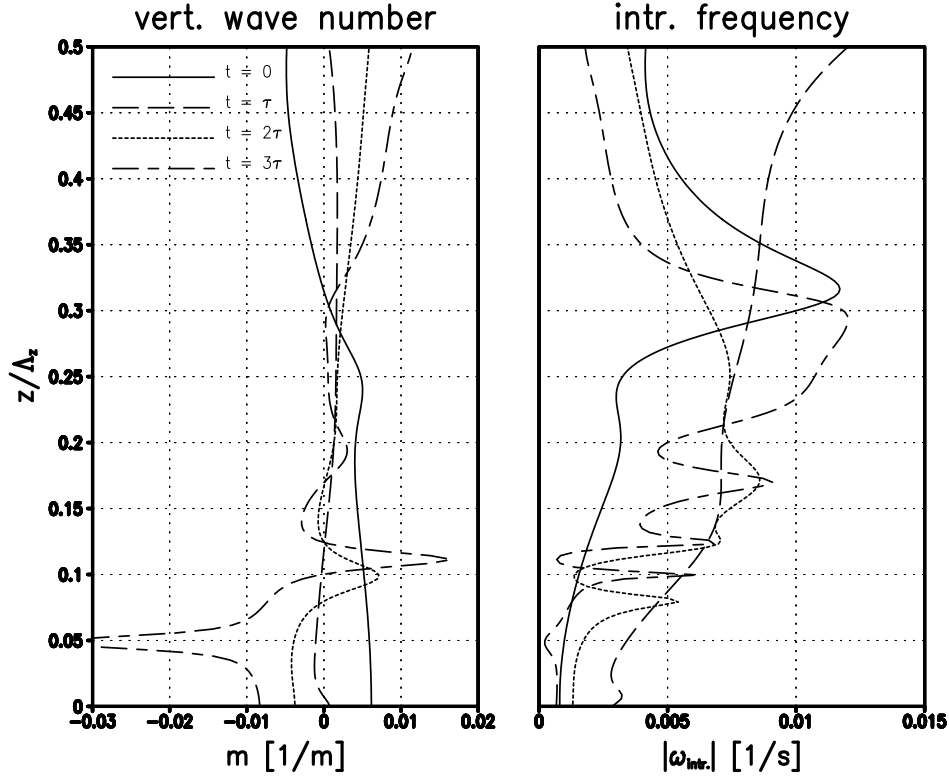 vert. wave number
intr. frequency
0.5
0.45
0.4
0.35
0.3
0.25
0.2
0.15
0.1
0.05
0
z/Λz
t = 0
t = τ
t = 2τ
t = 3τ
−0.03 −0.02 −0.01 0 0.01 0.02
0 0.005 0.01 0.015
m [1/m]
|ωintr.| [1/s]